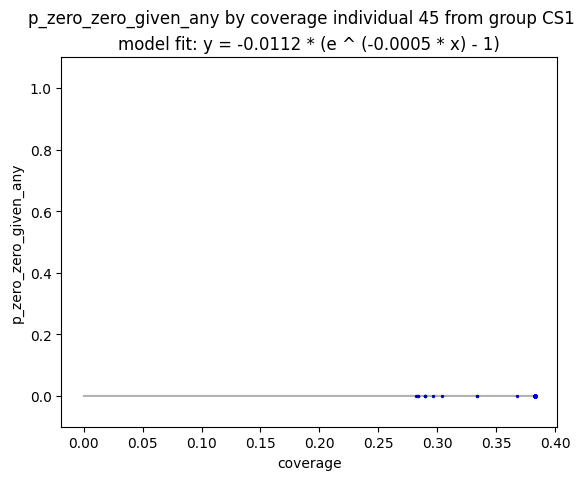 p_zero_zero_given_any by coverage individual 45 from group CS1
model fit: y = -0.0112 * (e ^ (-0.0005 * x) - 1)
1.0
0.8
0.6
0.4
0.2
0.0
p_zero_zero_given_any
0.00 0.05 0.10 0.15 0.20 0.25 0.30 0.35 0.40
coverage